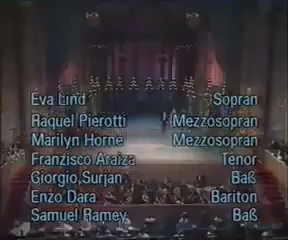 Eva Lind Sopran
Raquel Pierotti Mezzosopran
Marilyn Horne Mezzosopran
Franzisco Araiza Tenor
Giorgio Surjan Baß
Enzo Dara Bariton
Samuel Ramey Baß